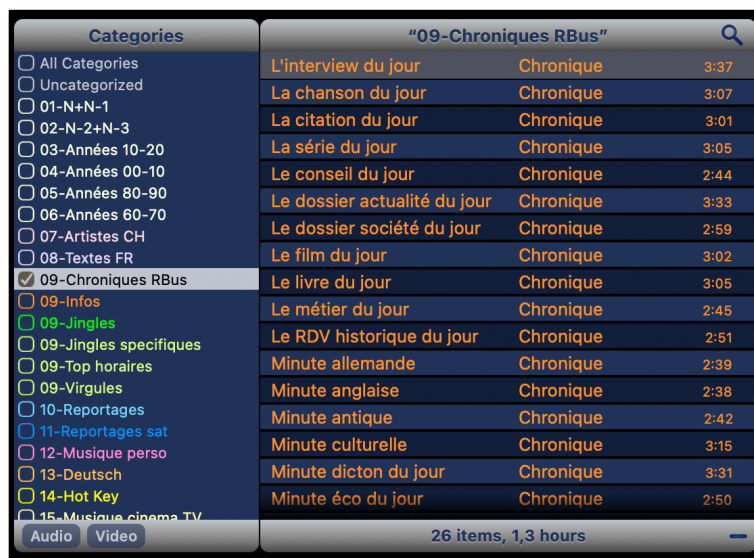 Categories
All Categories
Uncategorized
01-N+N-1
02-N-2+N-3
03-Années 10-20
04-Années 00-10
05-Années 80-90
06-Années 60-70
07-Artistes CH
08-Textes FR
09-Chroniques RBus
09-Infos
09-Jingles
09-Jingles specifiques
09-Top horaires
09-Virgules
10-Reportages
11-Reportages sat
12-Musique perso
13-Deutsch
14-Hot Key
15-Musique cinema TV
Audio Video
“09-Chroniques RBus”
L'interview du jour Chronique 3:37
La chanson du jour Chronique 3:07
La citation du jour Chronique 3:01
La série du jour Chronique 3:05
Le conseil du jour Chronique 2:44
Le dossier actualité du jour Chronique 3:33
Le dossier société du jour Chronique 2:59
Le film du jour Chronique 3:02
Le livre du jour Chronique 3:05
Le métier du jour Chronique 2:45
Le RDV historique du jour Chronique 2:51
Minute allemande Chronique 2:39
Minute anglaise Chronique 2:38
Minute antique Chronique 2:42
Minute culturelle Chronique 3:15
Minute dicton du jour Chronique 3:31
Minute éco du jour Chronique 2:50
26 items, 1,3 hours